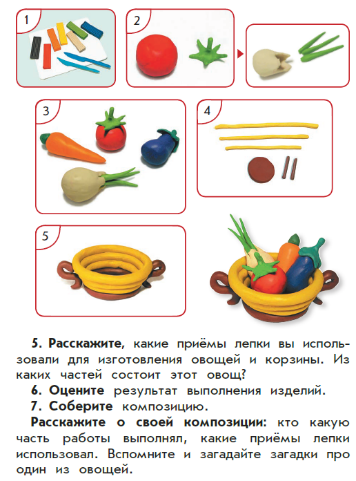 1
2
3
4
5
5. Расскажите, какие приёмы лепки вы исполь-
зовали для изготовления овощей и корзины. Из
каких частей состоит этот овощ?
6. Оцените результат выполнения изделий.
7. Соберите композицию.
Расскажите о своей композиции: кто какую
часть работы выполнял, какие приёмы лепки
использовал. Вспомните и загадайте загадки про
один из овощей.